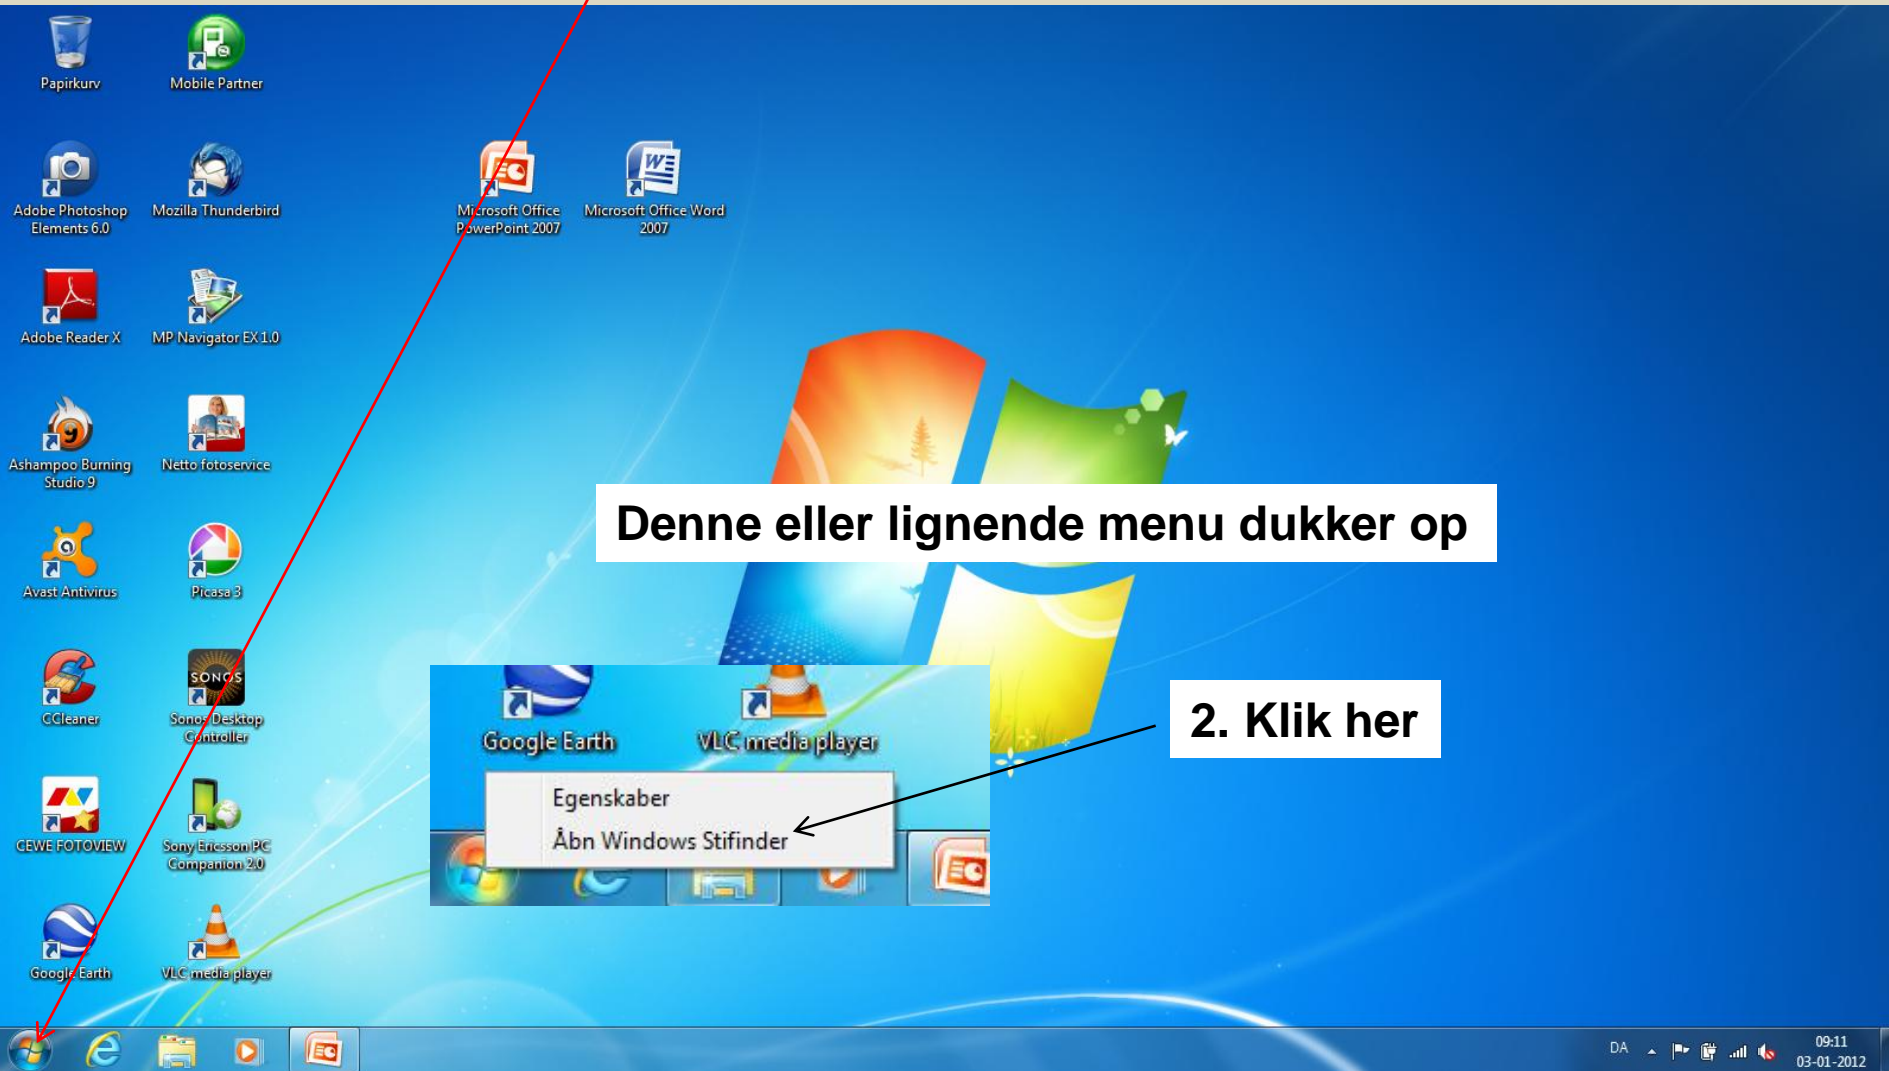 Papirkurv
Mobile Partner
Adobe Photoshop
Elements 6.0
Mozilla Thunderbird
Microsoft Office
PowerPoint 2007
Microsoft Office Word
2007
Adobe Reader X
MP Navigator EX 1.0
Ashampoo Burning
Studio 9
Netto fotoservice
Denne eller lignende menu dukker op
Avast Antivirus
Picasa 3
SONOS
CCleaner
Sonos Desktop
Controller
2. Klik her
Google Earth
VLC media player
Egenskaber
Åbn Windows Stifinder
CEWE FOTOVIEW
Sony Ericsson PC
Companion 2.0
Google Earth
VLC media player
DA
09:11
03-01-2012